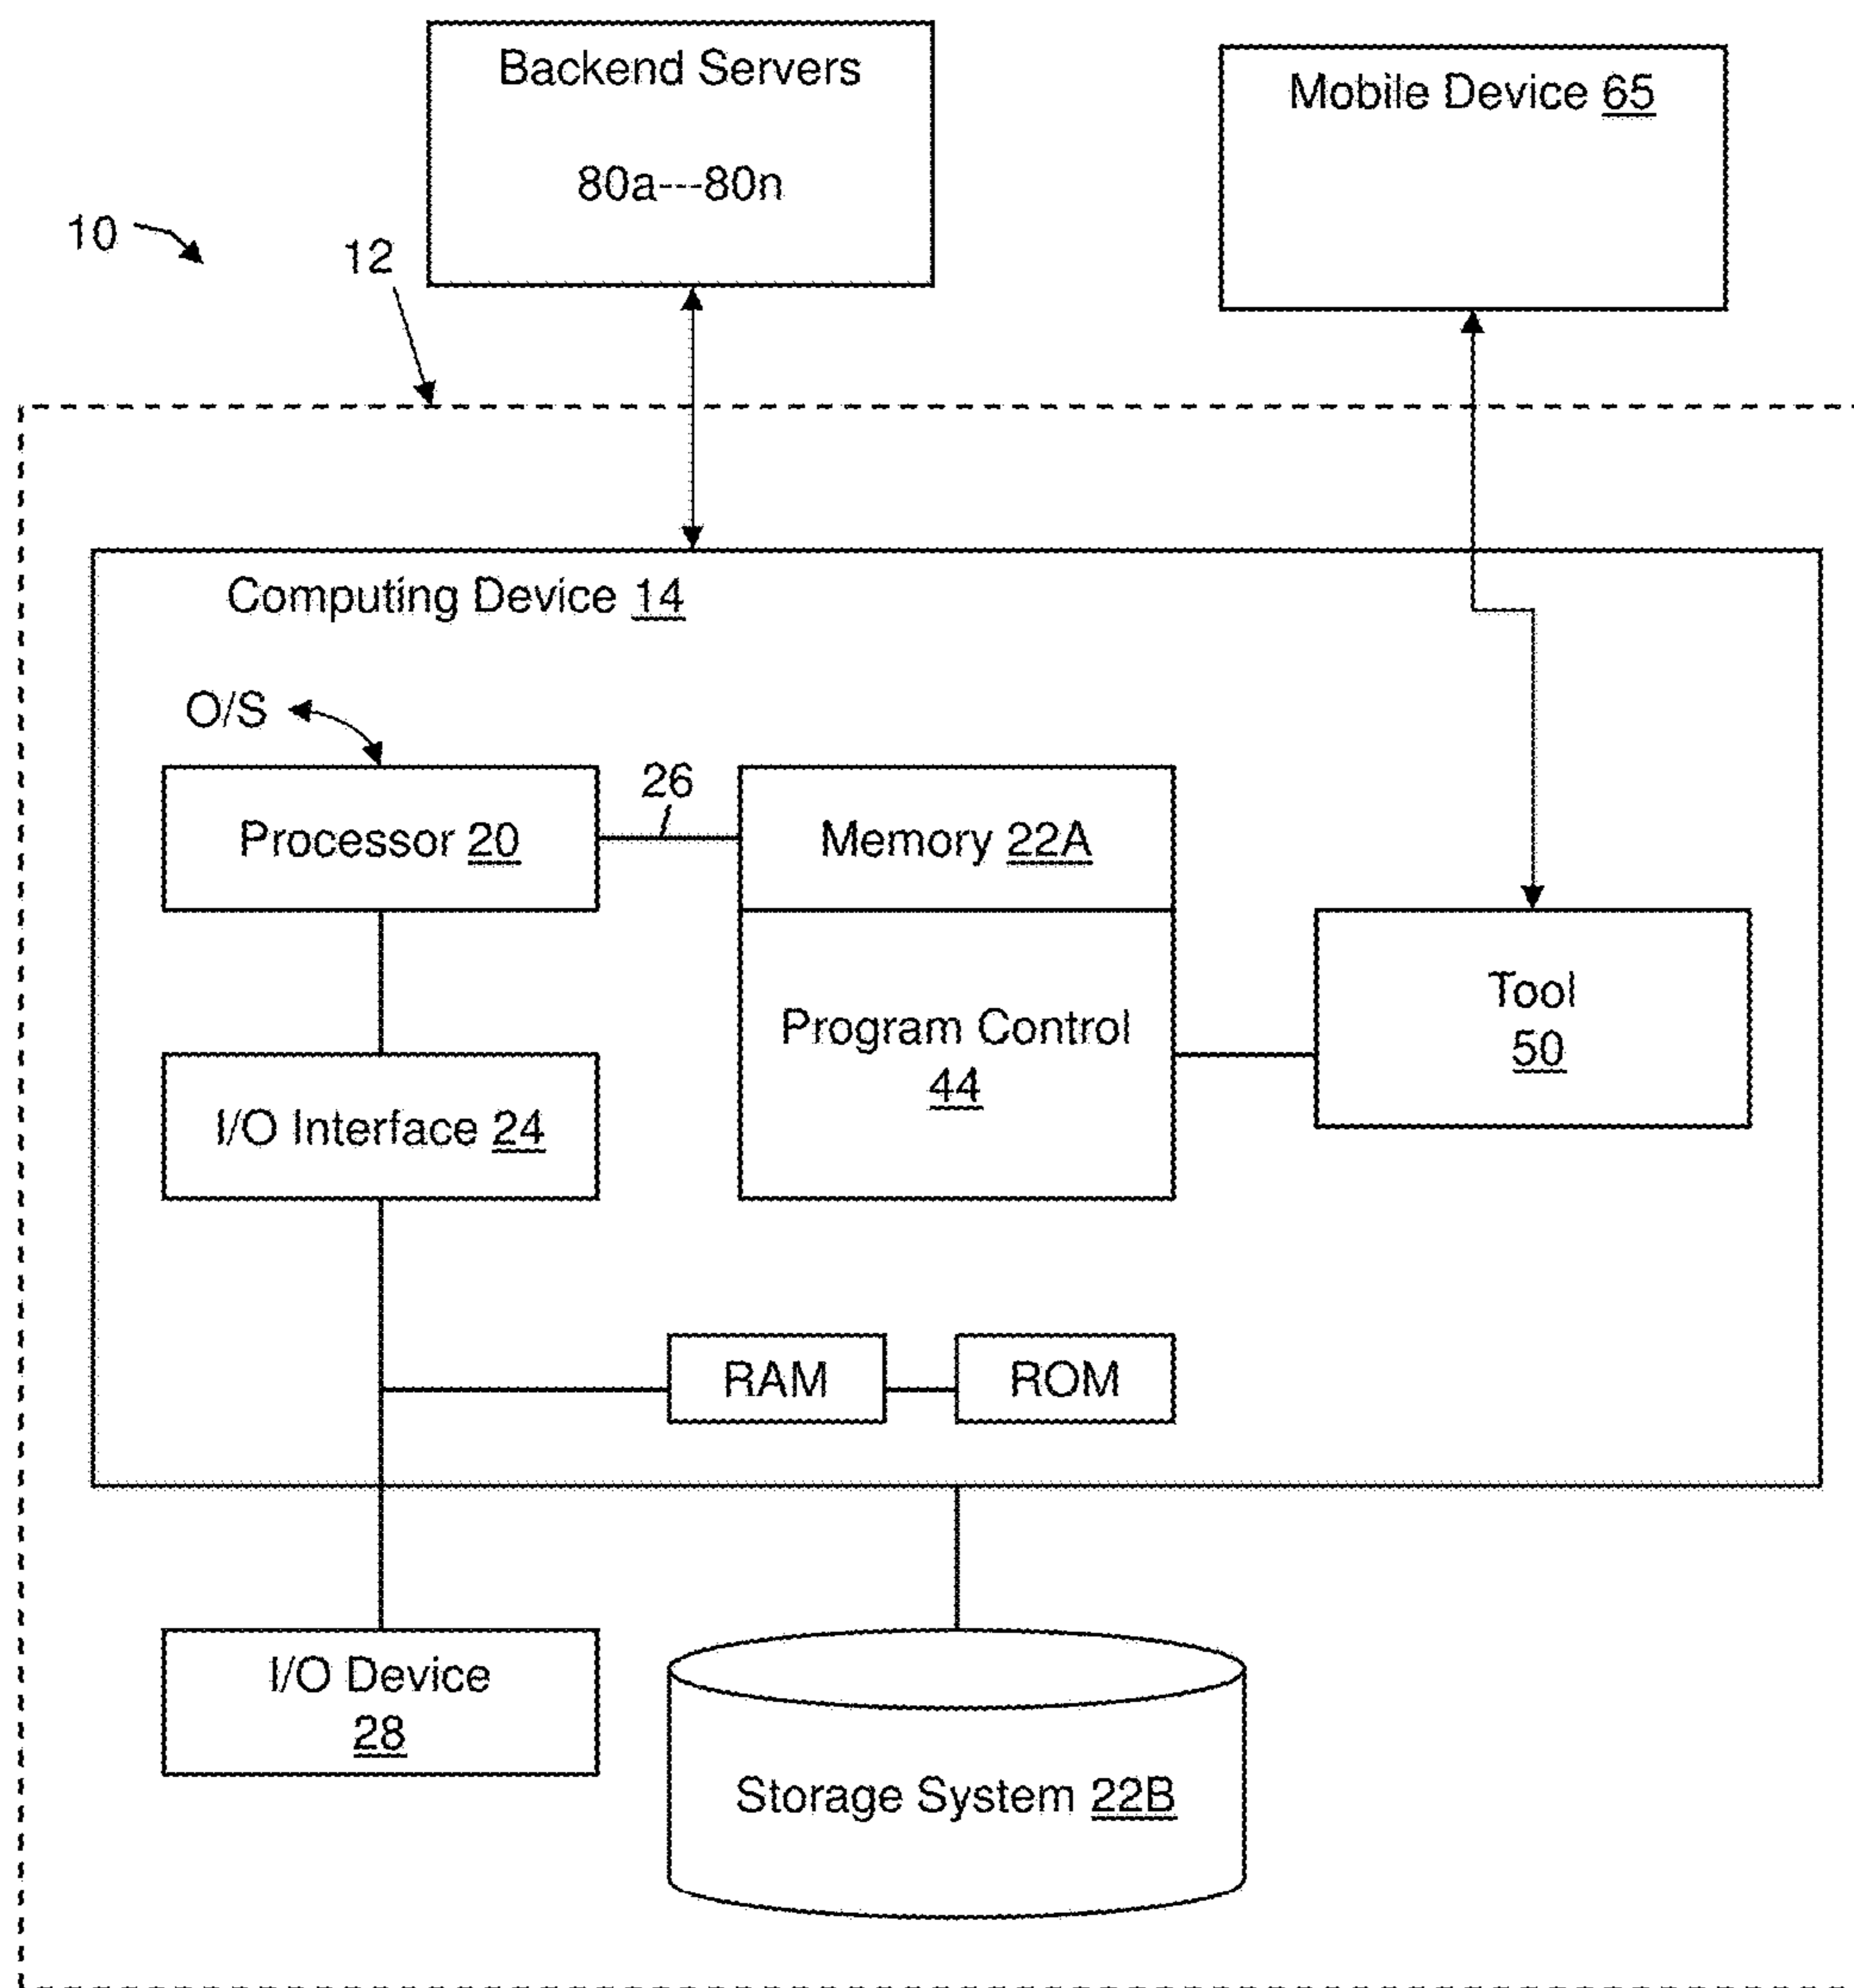 Backend Servers
80a---80n
Mobile Device 65
10
12
Computing Device 14
O/S
26
Processor 20
Memory 22A
Program Control
44
Tool
50
I/O Interface 24
RAM
ROM
I/O Device
28
Storage System 22B